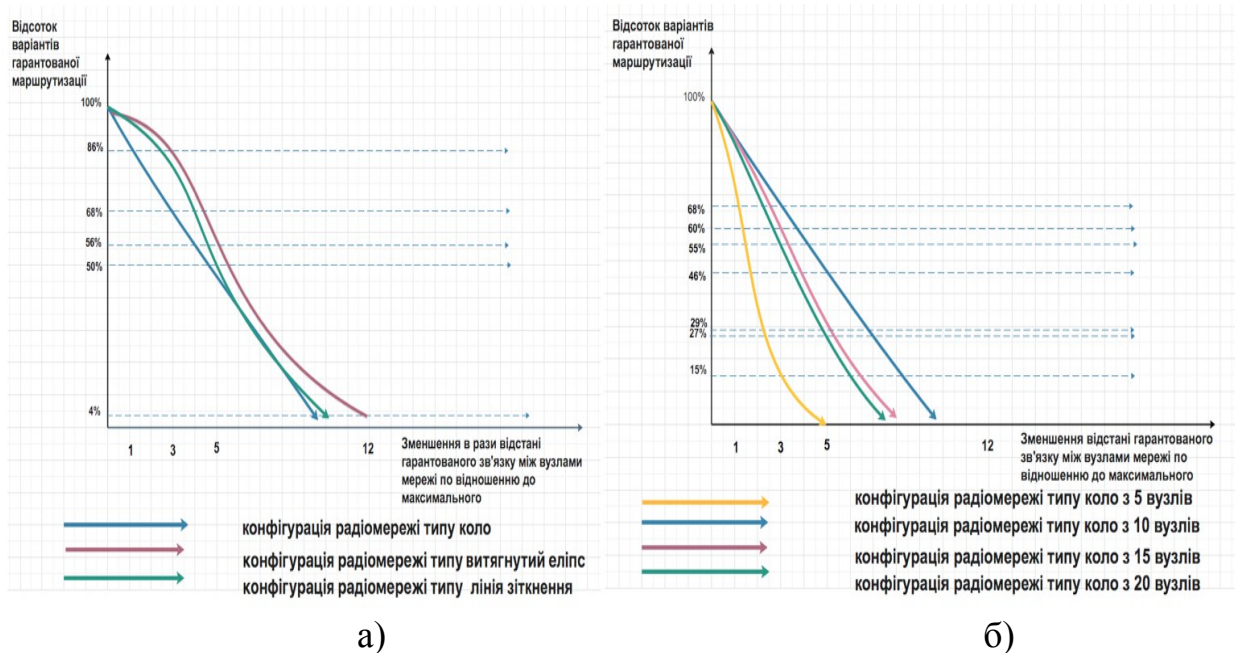 Відсоток
варіантів
гарантованої
маршрутизації
100%
86%
68%
56%
50%
4%
1 3 5 12
Зменшення в рази відстані
гарантованого зв'язку між вузлами
мережі по відношенню до
максимального
конфігурація радіомережі типу коло
конфігурація радіомережі типу витягнутий еліпс
конфігурація радіомережі типу лінія зіткнення
а)
Відсоток варіантів
гарантованої
маршрутизації
100%
68%
60%
55%
46%
29%
27%
15%
1 3 5 12
Зменшення відстані гарантованого
зв'язку між вузлами мережі по
відношенню до максимального
конфігурація радіомережі типу коло з 5 вузлів
конфігурація радіомережі типу коло з 10 вузлів
конфігурація радіомережі типу коло з 15 вузлів
конфігурація радіомережі типу коло з 20 вузлів
б)